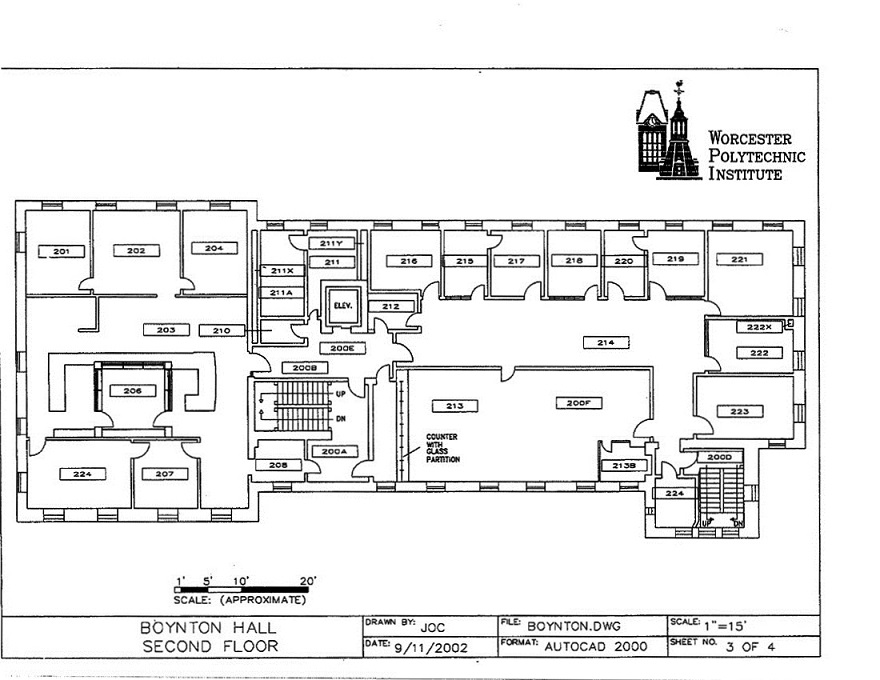 WORCESTER
POLYTECHNIC
INSTITUTE
201
202
204
211Y
211
211X
211A
216
215
217
218
220
219
221
ELEV.
212
222X
222
203
210
200E
214
200B
206
UP
DN
213
200F
223
COUNTER
WITH
GLASS
PARTITION
224
207
208
200A
213B
200D
224
UP
DN
1' 5' 10' 20'
SCALE: (APPROXIMATE)
BOYNTON HALL
SECOND FLOOR
DRAWN BY: JOC
DATE: 9/11/2002
FILE: BOYNTON.DWG
FORMAT: AUTOCAD 2000
SCALE: 1"=15'
SHEET NO. 3 OF 4